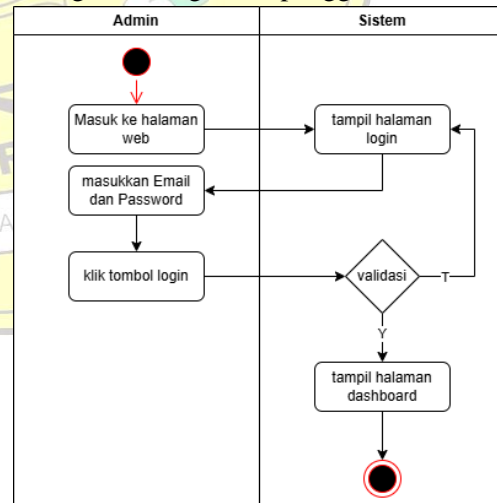 Admin
Sistem
Masuk ke halaman
web
tampil halaman
login
masukkan Email
dan Password
klik tombol login
validasi
T
Y
tampil halaman
dashboard